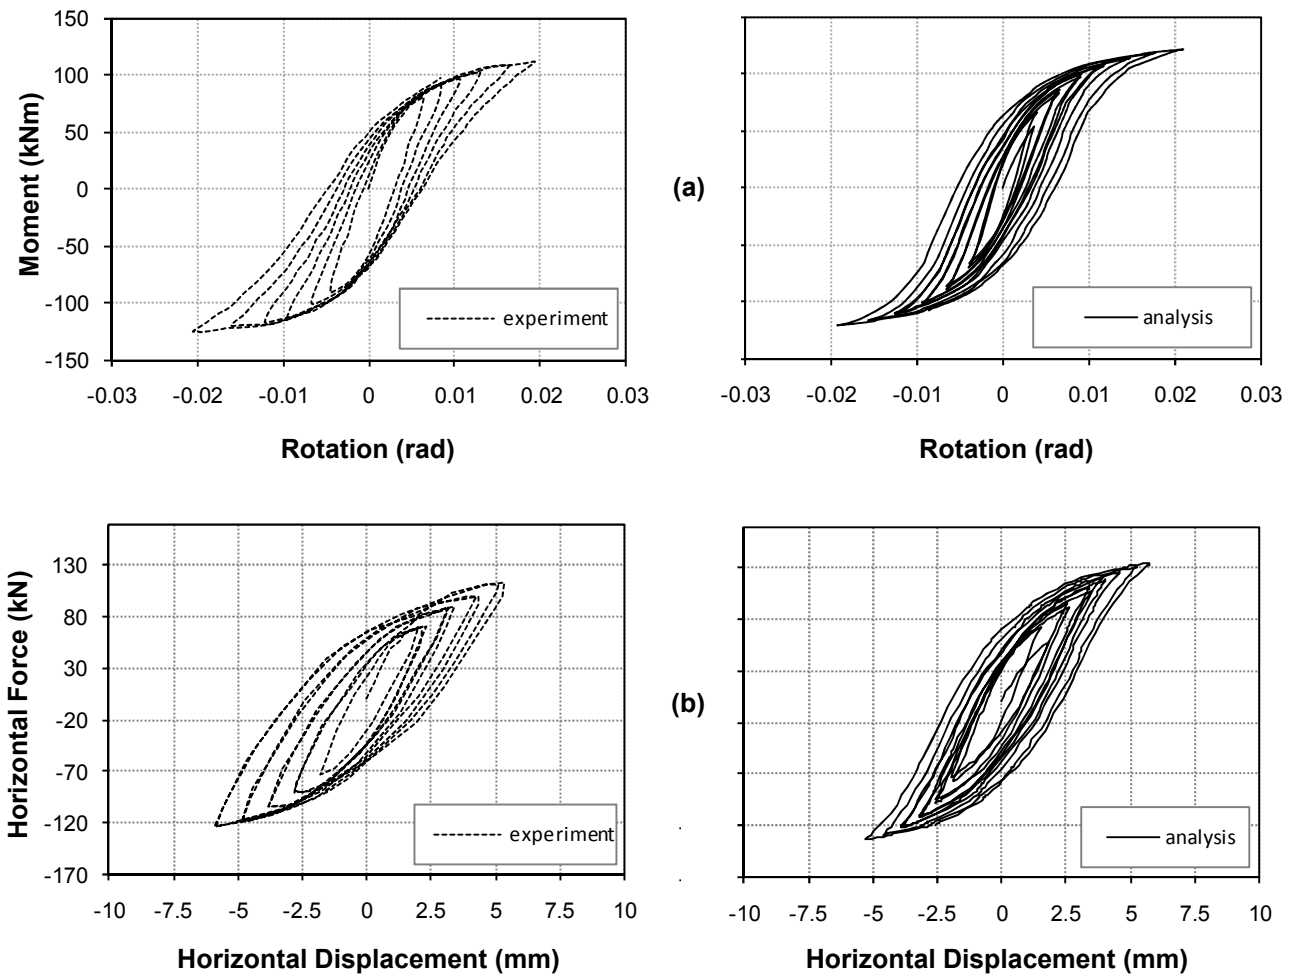 150
100
50
0
-50
-100
-150
Moment (kNm)
experiment
-0.03 -0.02 -0.01 0 0.01 0.02 0.03
Rotation (rad)
(a)
analysis
-0.03 -0.02 -0.01 0 0.01 0.02 0.03
Rotation (rad)
130
80
30
-20
-70
-120
-170
Horizontal Force (kN)
experiment
-10 -7.5 -5 -2.5 0 2.5 5 7.5 10
Horizontal Displacement (mm)
(b)
analysis
-10 -7.5 -5 -2.5 0 2.5 5 7.5 10
Horizontal Displacement (mm)